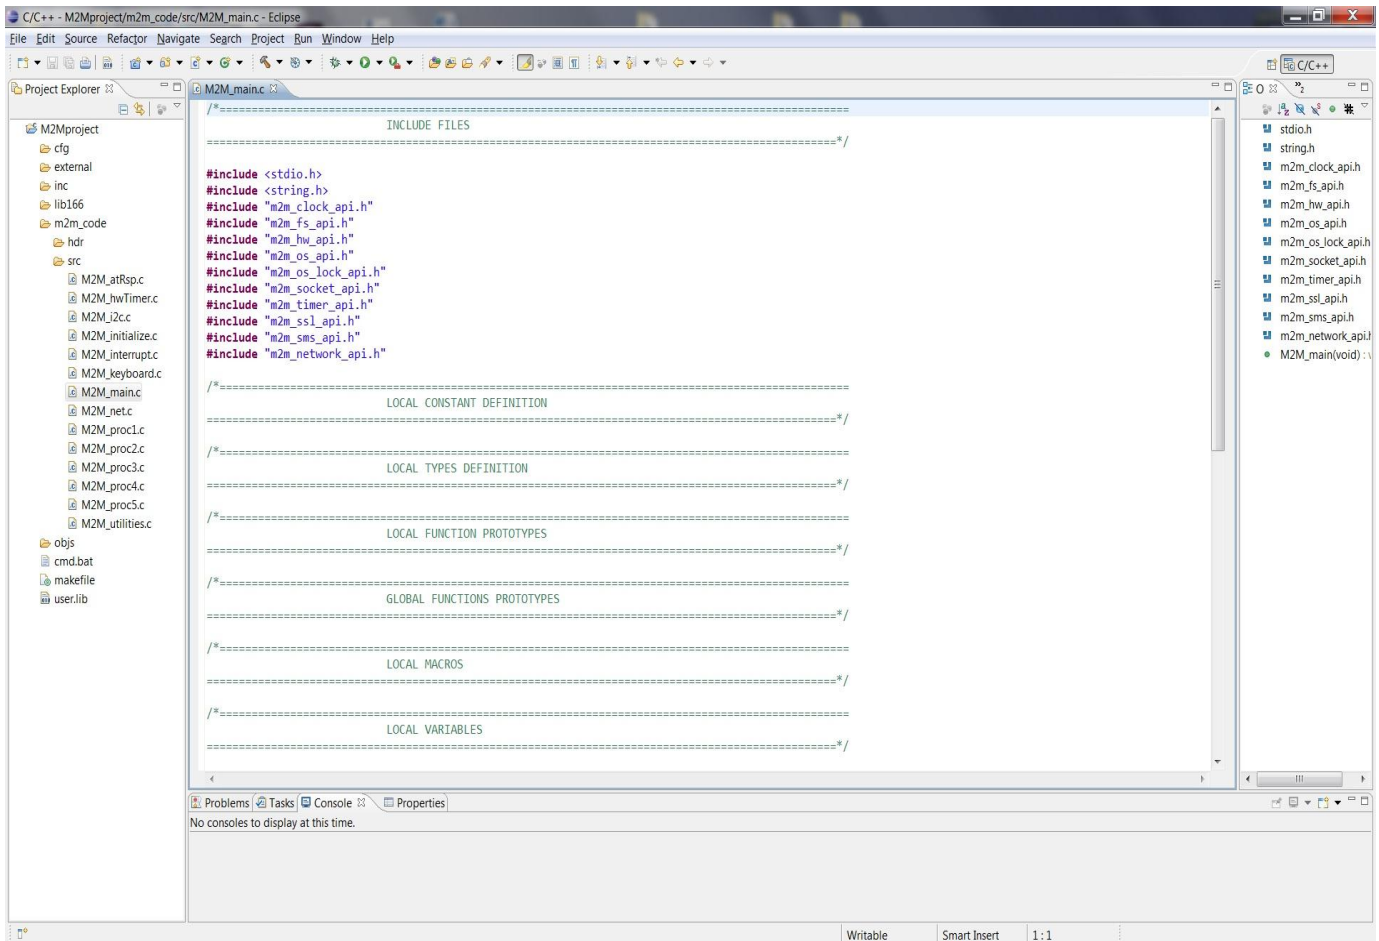 C/C++ - M2Mproject/m2m_code/src/M2M_main.c - Eclipse
File Edit Source Refactor Navigate Search Project Run Window Help
C/C++
Project Explorer
M2Mproject
cfg
external
inc
lib166
m2m_code
hdr
src
M2M_atRsp.c
M2M_hwTimer.c
M2M_i2c.c
M2M_initialize.c
M2M_interrupt.c
M2M_keyboard.c
M2M_main.c
M2M_net.c
M2M_proc1.c
M2M_proc2.c
M2M_proc3.c
M2M_proc4.c
M2M_proc5.c
M2M_utilities.c
objs
cmd.bat
makefile
user.lib
M2M_main.c
/*==================================================================================================
INCLUDE FILES
==================================================================================================*/
#include <stdio.h>
#include <string.h>
#include "m2m_clock_api.h"
#include "m2m_fs_api.h"
#include "m2m_hw_api.h"
#include "m2m_os_api.h"
#include "m2m_os_lock_api.h"
#include "m2m_socket_api.h"
#include "m2m_timer_api.h"
#include "m2m_ssl_api.h"
#include "m2m_sms_api.h"
#include "m2m_network_api.h"
/*==================================================================================================
LOCAL CONSTANT DEFINITION
==================================================================================================*/
/*==================================================================================================
LOCAL TYPES DEFINITION
==================================================================================================*/
/*==================================================================================================
LOCAL FUNCTION PROTOTYPES
==================================================================================================*/
/*==================================================================================================
GLOBAL FUNCTIONS PROTOTYPES
==================================================================================================*/
/*==================================================================================================
LOCAL MACROS
==================================================================================================*/
/*==================================================================================================
LOCAL VARIABLES
==================================================================================================*/
O
"2
stdio.h
string.h
m2m_clock_api.h
m2m_fs_api.h
m2m_hw_api.h
m2m_os_api.h
m2m_os_lock_api.h
m2m_socket_api.h
m2m_timer_api.h
m2m_ssl_api.h
m2m_sms_api.h
m2m_network_api.h
M2M_main(void) : v
Problems Tasks Console Properties
No consoles to display at this time.
Writable Smart Insert 1 : 1